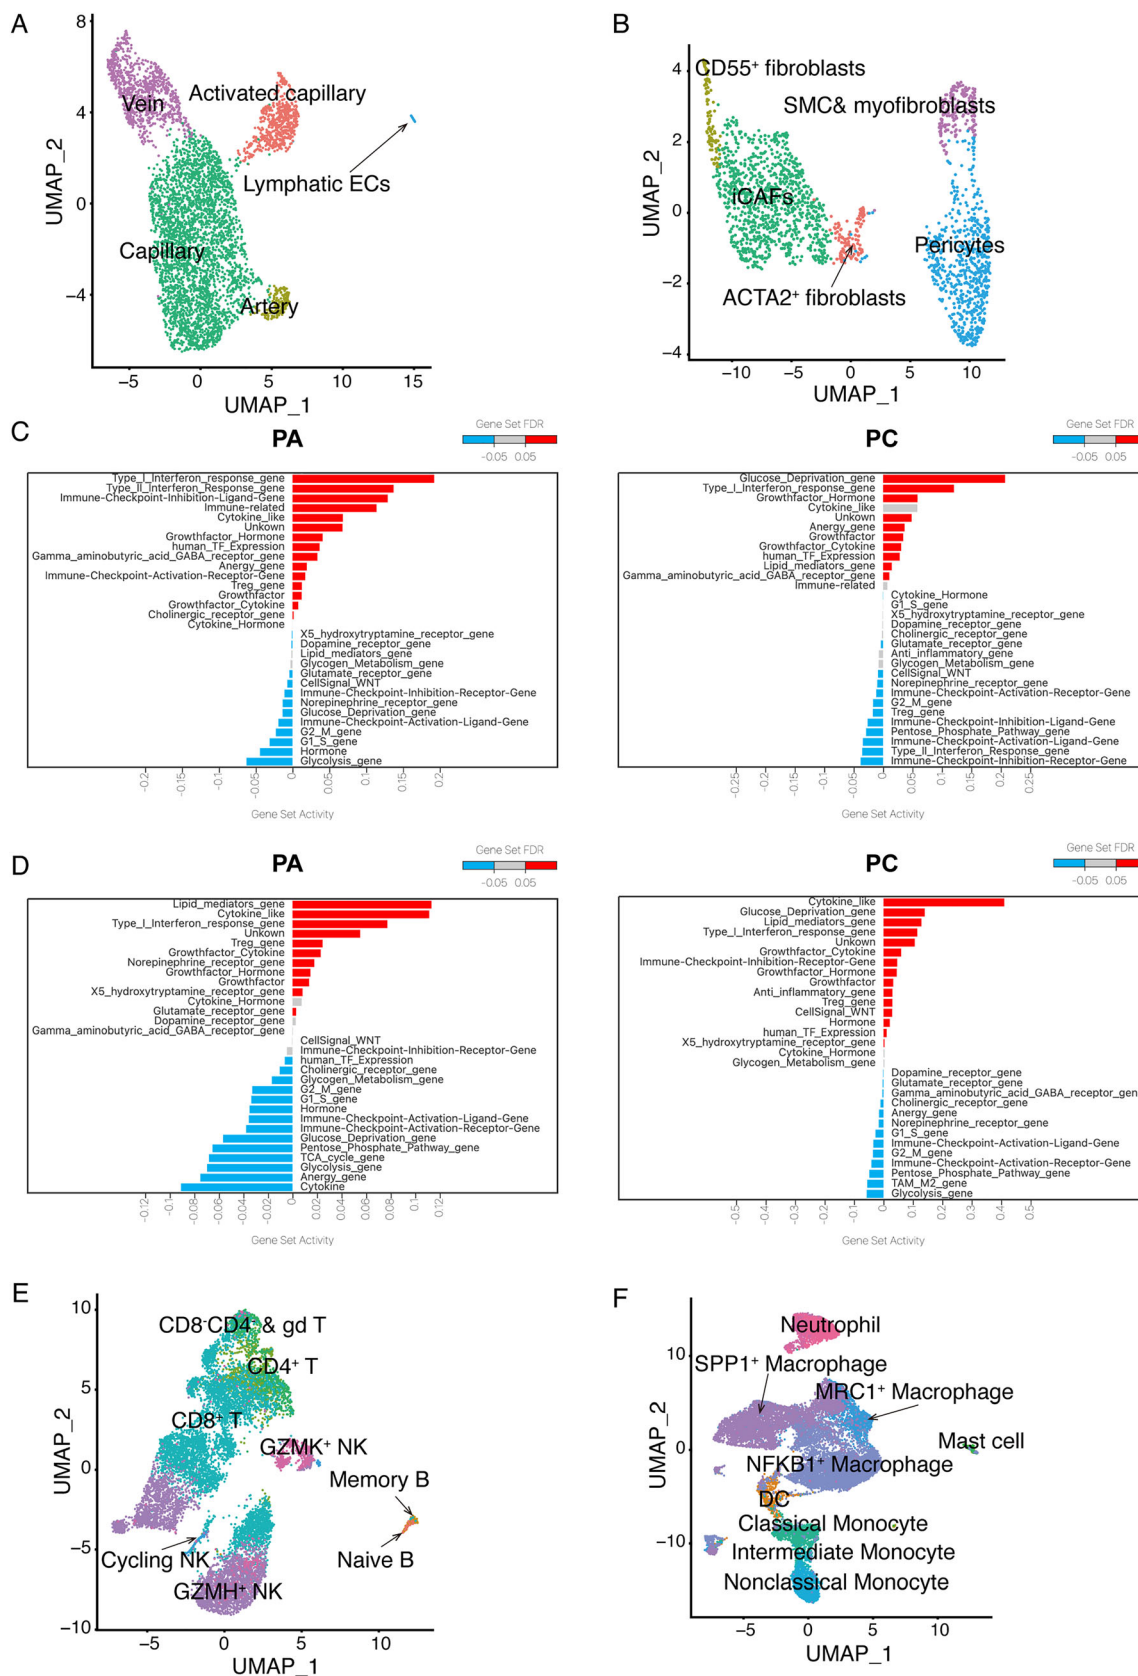 A
8
4
0
−4
UMAP_2
Vein
Activated capillary
Lymphatic ECs
Capillary
Artery
−5
0
5
10
15
UMAP_1
B
4
2
0
−2
−4
UMAP_2
CD55+ fibroblasts
SMC& myofibroblasts
iCAFs
Pericytes
ACTA2+ fibroblasts
−10
−5
0
5
10
UMAP_1
C
PA
Gene Set FDR
-0.05 0.05
Type_I_Interferon_response_gene
Type_II_Interferon_Response_gene
Immune-Checkpoint-Inhibition-Ligand-Gene
Immune-related
Cytokine_like
Unkown
Growthfactor_Hormone
human_TF_Expression
Gamma_aminobutyric_acid_GABA_receptor_gene
Anergy_gene
Immune-Checkpoint-Activation-Receptor-Gene
Treg_gene
Growthfactor
Growthfactor_Cytokine
Cholinergic_receptor_gene
Cytokine_Hormone
X5_hydroxytryptamine_receptor_gene
Dopamine_receptor_gene
Lipid_mediators_gene
Glycogen_Metabolism_gene
Glutamate_receptor_gene
CellSignal_WNT
Immune-Checkpoint-Inhibition-Receptor-Gene
Norepinephrine_receptor_gene
Glucose_Deprivation_gene
Immune-Checkpoint-Activation-Ligand-Gene
G2_M_gene
G1_S_gene
Hormone
Glycolysis_gene
-0.2
-0.15
-0.1
-0.05
0
0.05
0.1
0.15
0.2
Gene Set Activity
PC
Gene Set FDR
-0.05 0.05
Glucose_Deprivation_gene
Type_I_Interferon_response_gene
Growthfactor_Hormone
Cytokine_like
Unkown
Anergy_gene
Growthfactor
Growthfactor_Cytokine
human_TF_Expression
Lipid_mediators_gene
Gamma_aminobutyric_acid_GABA_receptor_gene
Immune-related
Cytokine_Hormone
G1_S_gene
X5_hydroxytryptamine_receptor_gene
Dopamine_receptor_gene
Cholinergic_receptor_gene
Glutamate_receptor_gene
Anti_inflammatory_gene
Glycogen_Metabolism_gene
CellSignal_WNT
Norepinephrine_receptor_gene
Immune-Checkpoint-Activation-Receptor-Gene
G2_M_gene
Treg_gene
Immune-Checkpoint-Inhibition-Ligand-Gene
Pentose_Phosphate_Pathway_gene
Immune-Checkpoint-Activation-Ligand-Gene
Type_II_Interferon_Response_gene
Immune-Checkpoint-Inhibition-Receptor-Gene
-0.25
-0.2
-0.15
-0.1
-0.05
0
0.05
0.1
0.15
0.2
0.25
Gene Set Activity
D
PA
Gene Set FDR
-0.05 0.05
Lipid_mediators_gene
Cytokine_like
Type_I_Interferon_response_gene
Unkown
Treg_gene
Growthfactor_Cytokine
Norepinephrine_receptor_gene
Growthfactor_Hormone
Growthfactor
X5_hydroxytryptamine_receptor_gene
Cytokine_Hormone
Glutamate_receptor_gene
Dopamine_receptor_gene
Gamma_aminobutyric_acid_GABA_receptor_gene
CellSignal_WNT
Immune-Checkpoint-Inhibition-Receptor-Gene
human_TF_Expression
Cholinergic_receptor_gene
Glycogen_Metabolism_gene
G2_M_gene
G1_S_gene
Hormone
Immune-Checkpoint-Activation-Ligand-Gene
Immune-Checkpoint-Activation-Receptor-Gene
Glucose_Deprivation_gene
Pentose_Phosphate_Pathway_gene
TCA_cycle_gene
Glycolysis_gene
Anergy_gene
Cytokine
-0.12
-0.1
-0.08
-0.06
-0.04
-0.02
0
0.02
0.04
0.06
0.08
0.1
0.12
Gene Set Activity
PC
Gene Set FDR
-0.05 0.05
Cytokine_like
Glucose_Deprivation_gene
Lipid_mediators_gene
Type_I_Interferon_response_gene
Unkown
Growthfactor_Cytokine
Immune-Checkpoint-Inhibition-Receptor-Gene
Growthfactor_Hormone
Growthfactor
Anti_inflammatory_gene
Treg_gene
CellSignal_WNT
Hormone
human_TF_Expression
X5_hydroxytryptamine_receptor_gene
Cytokine_Hormone
Glycogen_Metabolism_gene
Dopamine_receptor_gene
Glutamate_receptor_gene
Gamma_aminobutyric_acid_GABA_receptor_gen
Cholinergic_receptor_gene
Anergy_gene
Norepinephrine_receptor_gene
G1_S_gene
Immune-Checkpoint-Activation-Ligand-Gene
G2_M_gene
Immune-Checkpoint-Activation-Receptor-Gene
Pentose_Phosphate_Pathway_gene
TAM_M2_gene
Glycolysis_gene
-0.5
-0.4
-0.3
-0.2
-0.1
0
0.1
0.2
0.3
0.4
0.5
Gene Set Activity
E
10
5
0
−5
−10
UMAP_2
CD8-CD4- & gd T
CD4+ T
CD8+ T
GZMK+ NK
Memory B
Cycling NK
Naive B
GZMH+ NK
−5
0
5
10
UMAP_1
F
10
0
−10
UMAP_2
Neutrophil
SPP1+ Macrophage
MRC1+ Macrophage
Mast cell
NFKB1+ Macrophage
DC
Classical Monocyte
Intermediate Monocyte
Nonclassical Monocyte
−5
0
5
10
UMAP_1